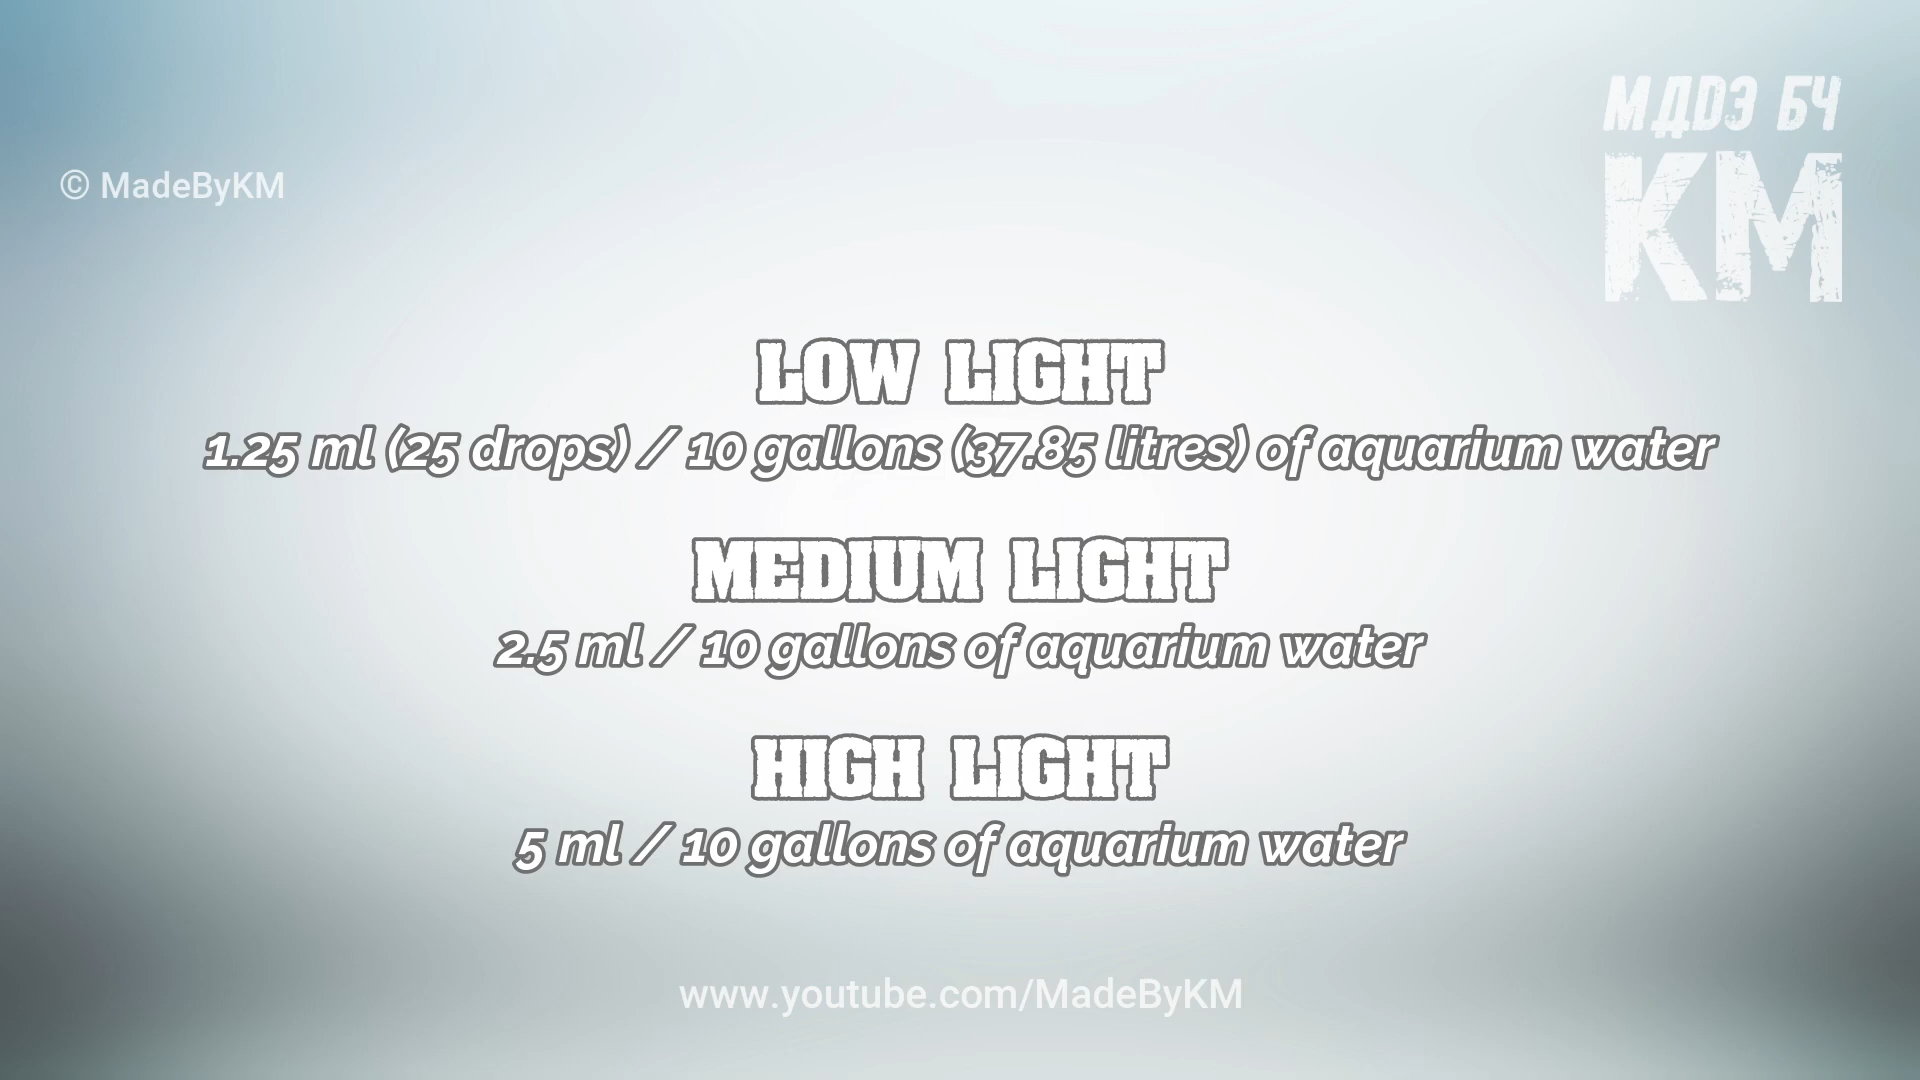 МДDЭ БЧ
KM
© MadeByKM
LOW LIGHT
1.25 ml (25 drops) / 10 gallons (37.85 litres) of aquarium water
MEDIUM LIGHT
2.5 ml / 10 gallons of aquarium water
HIGH LIGHT
5 ml / 10 gallons of aquarium water
www.youtube.com/MadeByKM